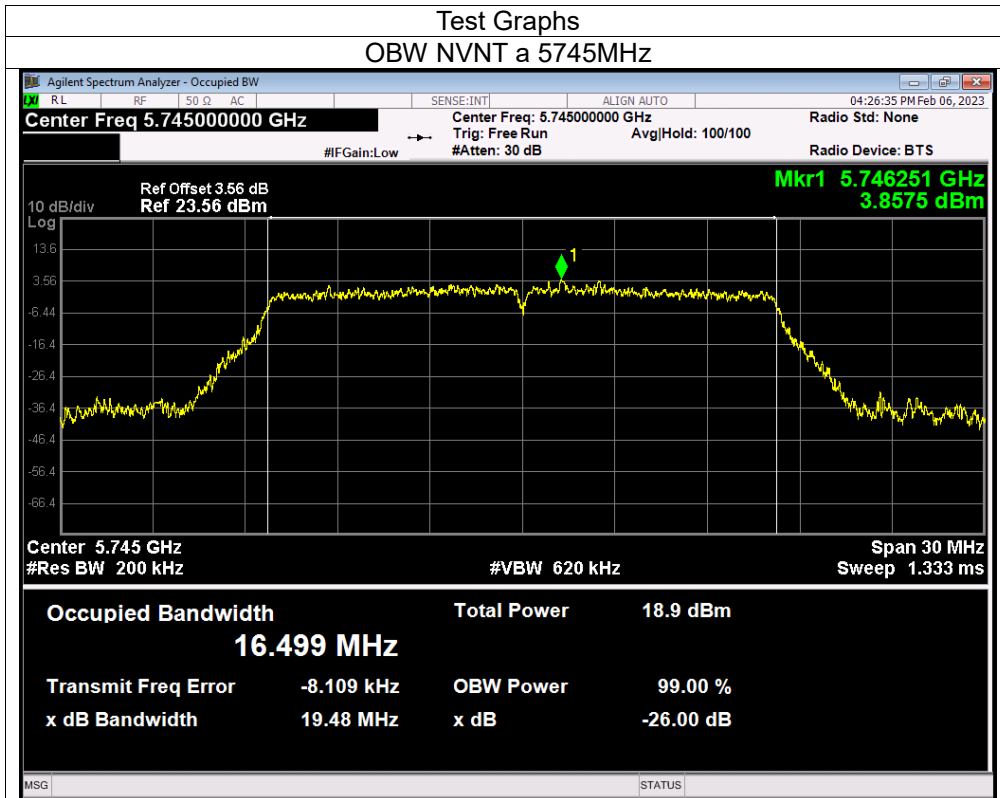 Test Graphs
OBW NVNT a 5745MHz
Agilent Spectrum Analyzer - Occupied BW
LXI RL RF 50 Ω AC SENSE:INT ALIGN AUTO 04:26:35 PM Feb 06, 2023
Center Freq 5.745000000 GHz Center Freq: 5.745000000 GHz Radio Std: None
Trig: Free Run Avg|Hold: 100/100
#IFGain:Low #Atten: 30 dB Radio Device: BTS
Mkr1 5.746251 GHz
3.8575 dBm
Ref Offset 3.56 dB
10 dB/div Ref 23.56 dBm
Log
13.6
1
3.56
-6.44
-16.4
-26.4
-36.4
-46.4
-56.4
-66.4
Center 5.745 GHz Span 30 MHz
#Res BW 200 kHz #VBW 620 kHz Sweep 1.333 ms
Occupied Bandwidth Total Power 18.9 dBm
16.499 MHz
Transmit Freq Error -8.109 kHz OBW Power 99.00 %
x dB Bandwidth 19.48 MHz x dB -26.00 dB
MSG STATUS